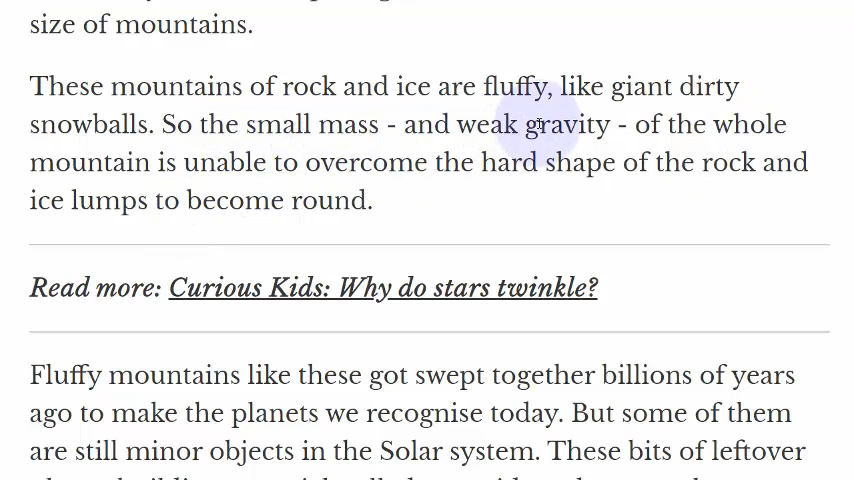 size of mountains.
These mountains of rock and ice are fluffy, like giant dirty
snowballs. So the small mass - and weak gravity - of the whole
mountain is unable to overcome the hard shape of the rock and
ice lumps to become round.
Read more: Curious Kids: Why do stars twinkle?
Fluffy mountains like these got swept together billions of years
ago to make the planets we recognise today. But some of them
are still minor objects in the Solar system. These bits of leftover